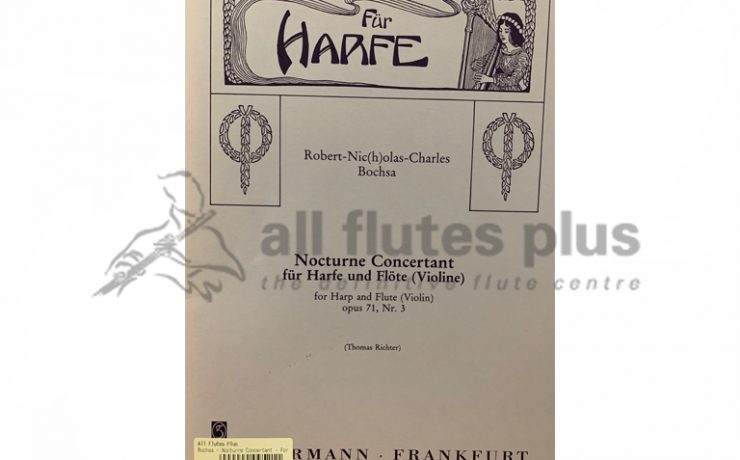 Für
HARFE
Robert-Nic(h)olas-Charles
Bochsa
all flutes plus
Nocturne Concertant
für Harfe und Flöte (Violine)
the definitive flute centre
for Harp and Flute (Violin)
opus 71, Nr. 3
(Thomas Richter)
All Flutes Plus
Bochsa - Nocturne Concertant - For
RMANN · FRANKFURT